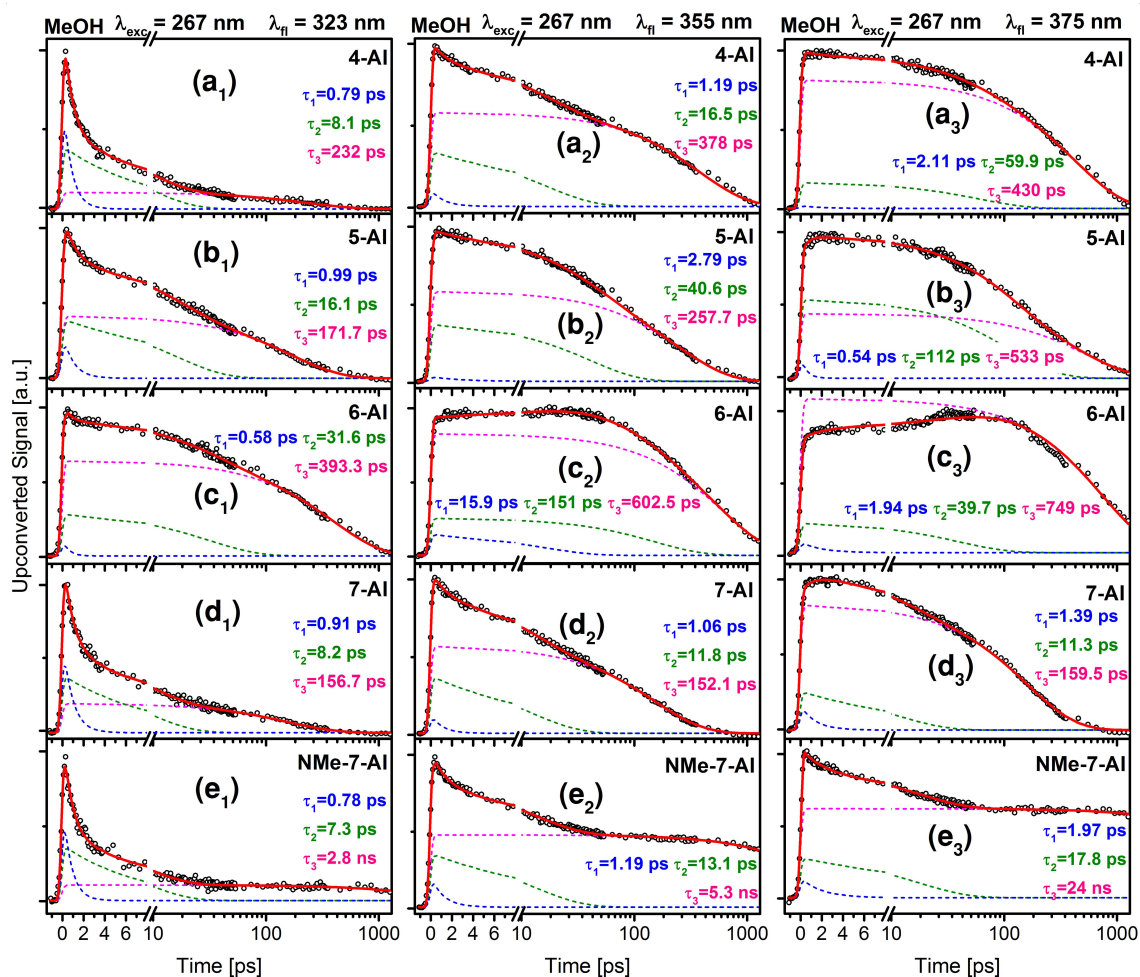 MeOH λexc = 267 nm λfl = 323 nm
4-AI
(a1)
τ1=0.79 ps
τ2=8.1 ps
τ3=232 ps
5-AI
(b1)
τ1=0.99 ps
τ2=16.1 ps
τ3=171.7 ps
6-AI
τ1=0.58 ps τ2=31.6 ps
τ3=393.3 ps
(c1)
7-AI
(d1)
τ1=0.91 ps
τ2=8.2 ps
τ3=156.7 ps
NMe-7-AI
(e1)
τ1=0.78 ps
τ2=7.3 ps
τ3=2.8 ns
0 2 4 6 8 10 100 1000
Time [ps]
Upconverted Signal [a.u.]
MeOH λexc = 267 nm λfl = 355 nm
4-AI
τ1=1.19 ps
τ2=16.5 ps
(a2)
τ3=378 ps
5-AI
τ1=2.79 ps
τ2=40.6 ps
(b2)
τ3=257.7 ps
6-AI
(c2)
τ1=15.9 ps τ2=151 ps τ3=602.5 ps
7-AI
(d2)
τ1=1.06 ps
τ2=11.8 ps
τ3=152.1 ps
NMe-7-AI
(e2)
τ1=1.19 ps τ2=13.1 ps
τ3=5.3 ns
0 2 4 6 8 10 100 1000
Time [ps]
MeOH λexc = 267 nm λfl = 375 nm
4-AI
(a3)
τ1=2.11 ps τ2=59.9 ps
τ3=430 ps
5-AI
(b3)
τ1=0.54 ps τ2=112 ps τ3=533 ps
6-AI
(c3)
τ1=1.94 ps τ2=39.7 ps τ3=749 ps
7-AI
τ1=1.39 ps
τ2=11.3 ps
(d3)
τ3=159.5 ps
NMe-7-AI
(e3)
τ1=1.97 ps
τ2=17.8 ps
τ3=24 ns
0 2 4 6 8 10 100 1000
Time [ps]